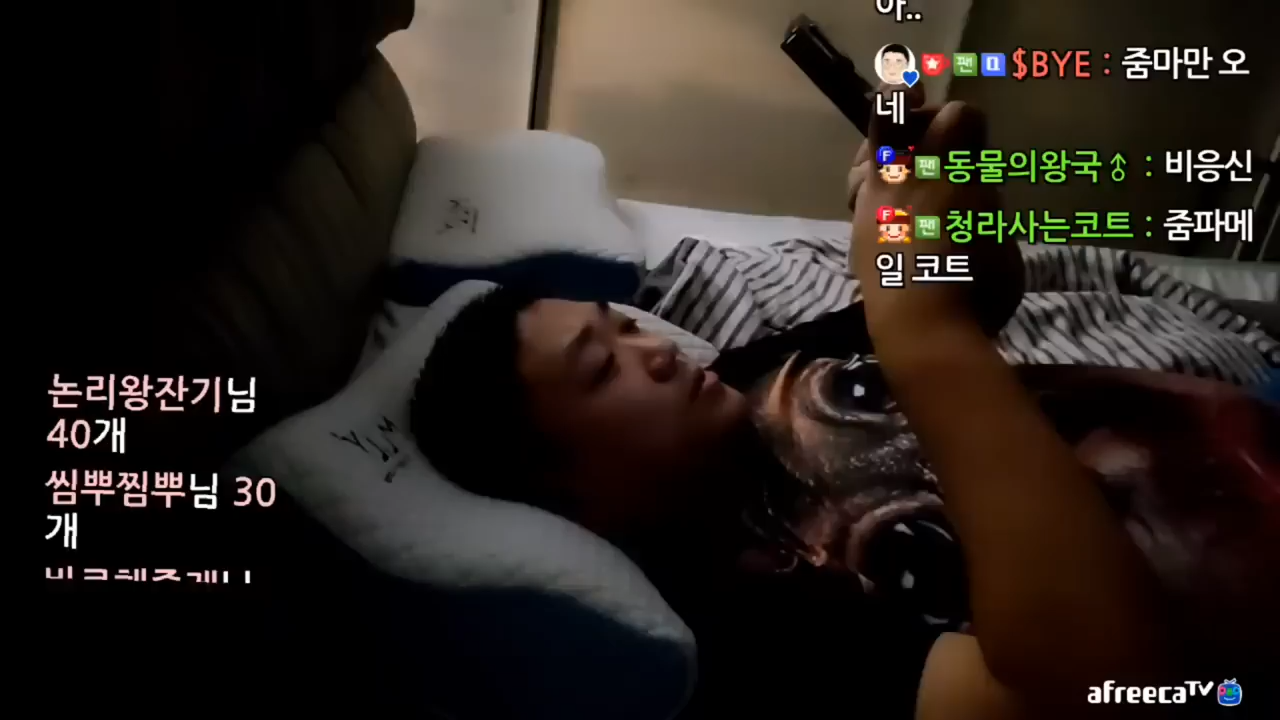 아..
$BYE : 줌마만 오
네
동물의왕국♂ : 비응신
청라사는코트 : 줌파메
일 코트
논리왕잔기님
40개
씸뿌찜뿌님 30
개
afreecaTV